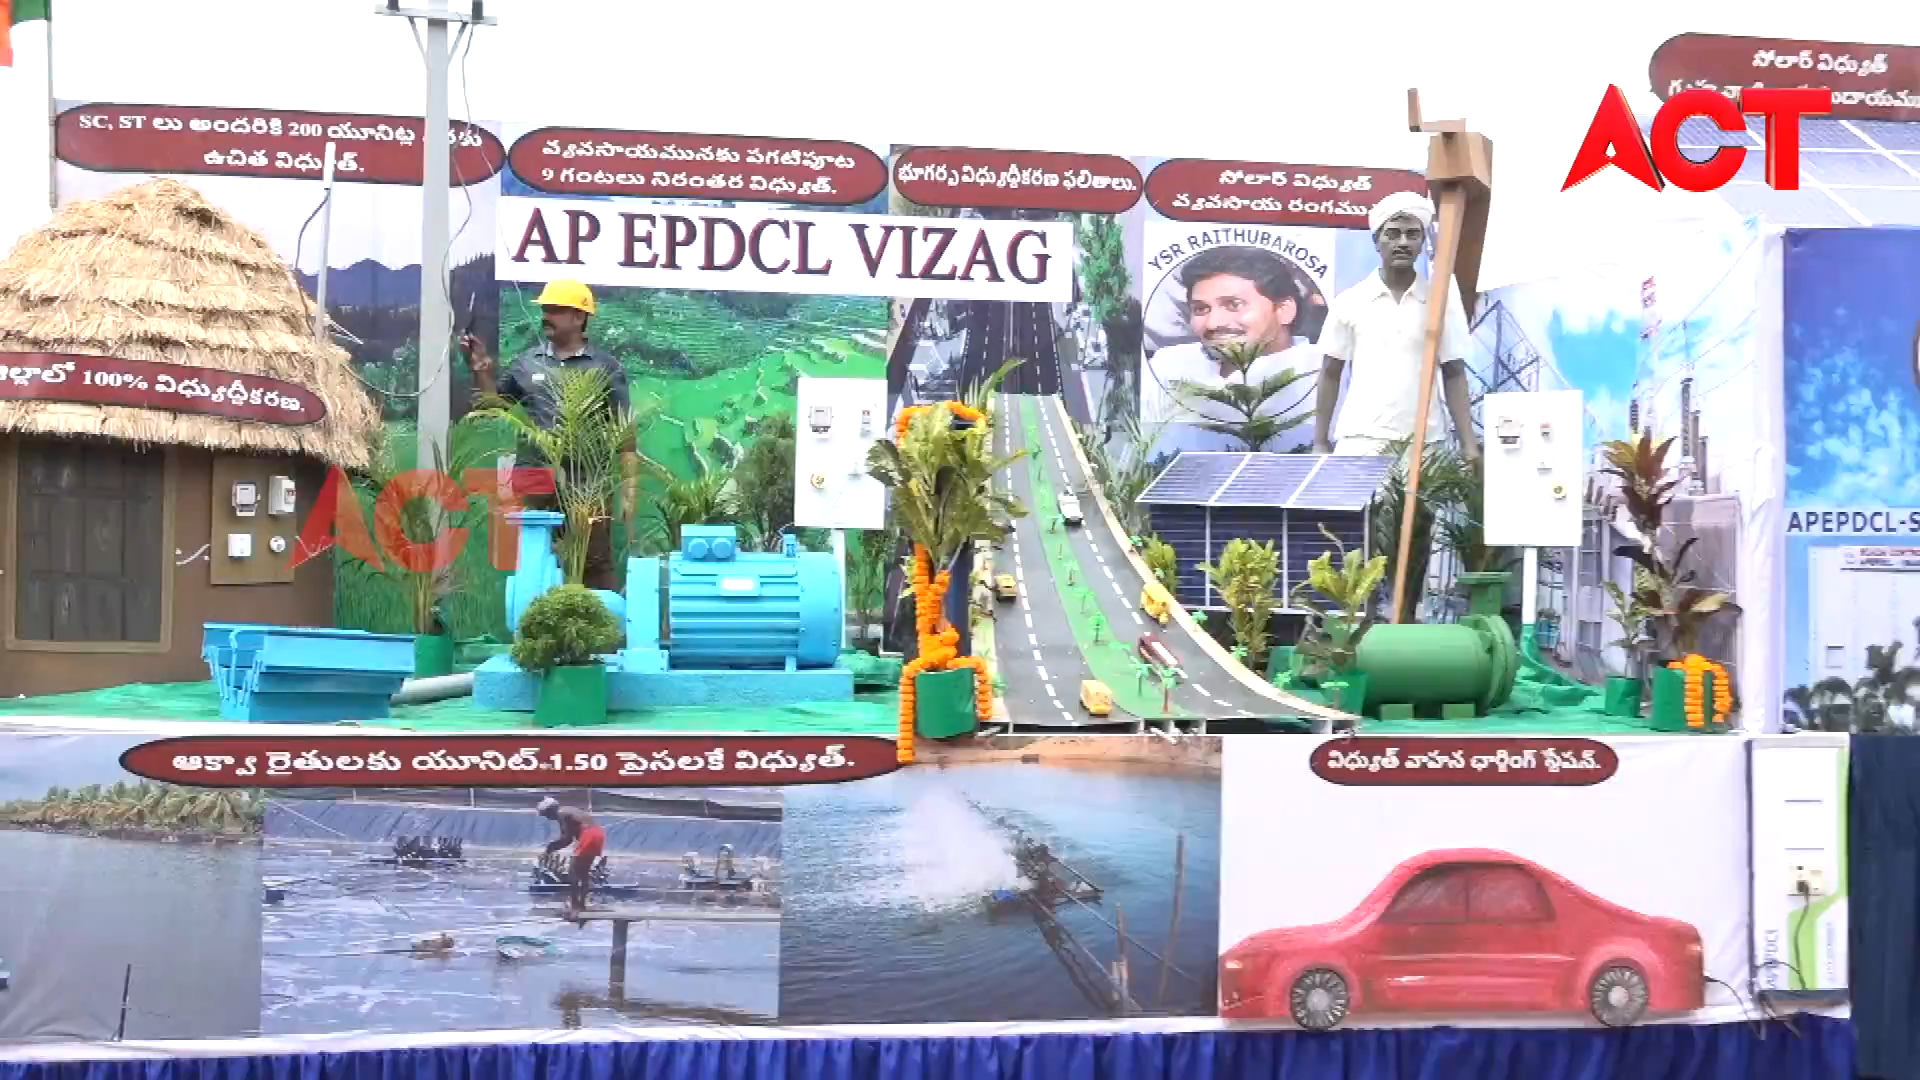 SC, ST లు అందరికి 200 యూనిట్ల
ఉచిత విధ్యుత్.
వ్యవసాయమునకు పగటిపూట
9 గంటలు నిరంతర విధ్యుత్.
భూగర్భ విధ్యుద్దీకరణ ఫలితాలు.
సోలార్ విధ్యుత్
వ్యవసాయ
సోలార్ విధ్యుత్
ACT
AP EPDCL VIZAG
YSR RAITHUBAROSA
100% విధ్యుద్దీకరణ.
ACT
APEPDCL-S
ఆక్వా రైతులకు యూనిట్-1.50 పైసలకే విధ్యుత్.
విధ్యుత్ వాహన ఛార్జింగ్ స్టేషన్.